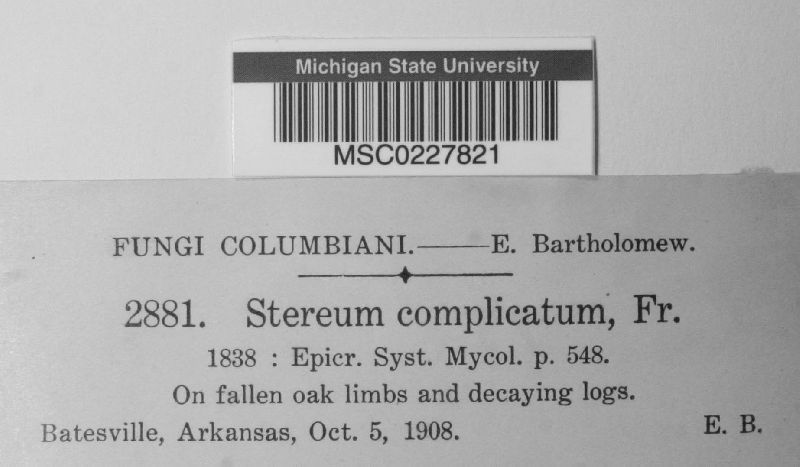 Michigan State University
MSC0227821
FUNGI COLUMBIANI.——E. Bartholomew.
2881. Stereum complicatum, Fr.
1838 : Epicr. Syst. Mycol. p. 548.
On fallen oak limbs and decaying logs.
Batesville, Arkansas, Oct. 5, 1908. E. B.